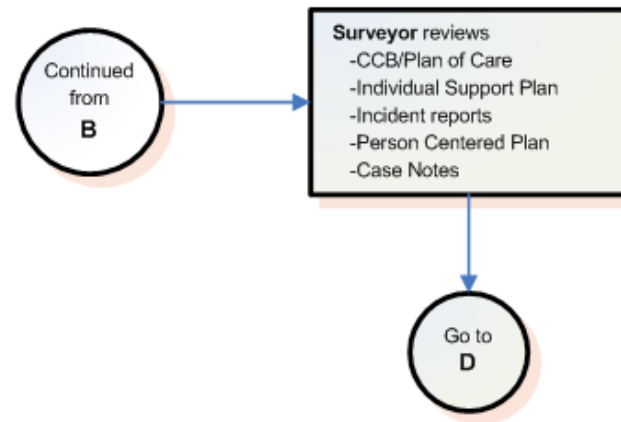 Continued
from
B
Surveyor reviews
-CCB/Plan of Care
-Individual Support Plan
-Incident reports
-Person Centered Plan
-Case Notes
Go to
D